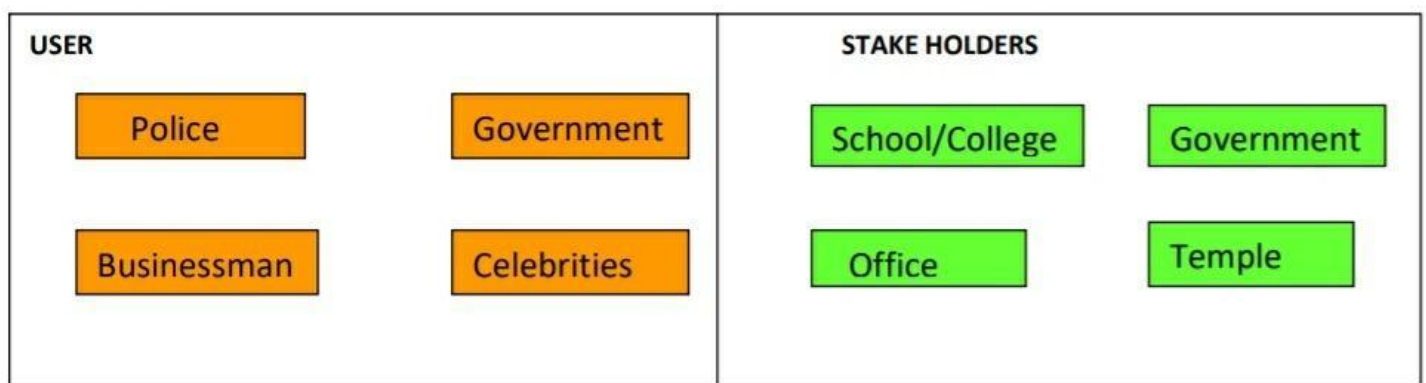 USER
Police
Government
Businessman
Celebrities
STAKE HOLDERS
School/College
Government
Office
Temple